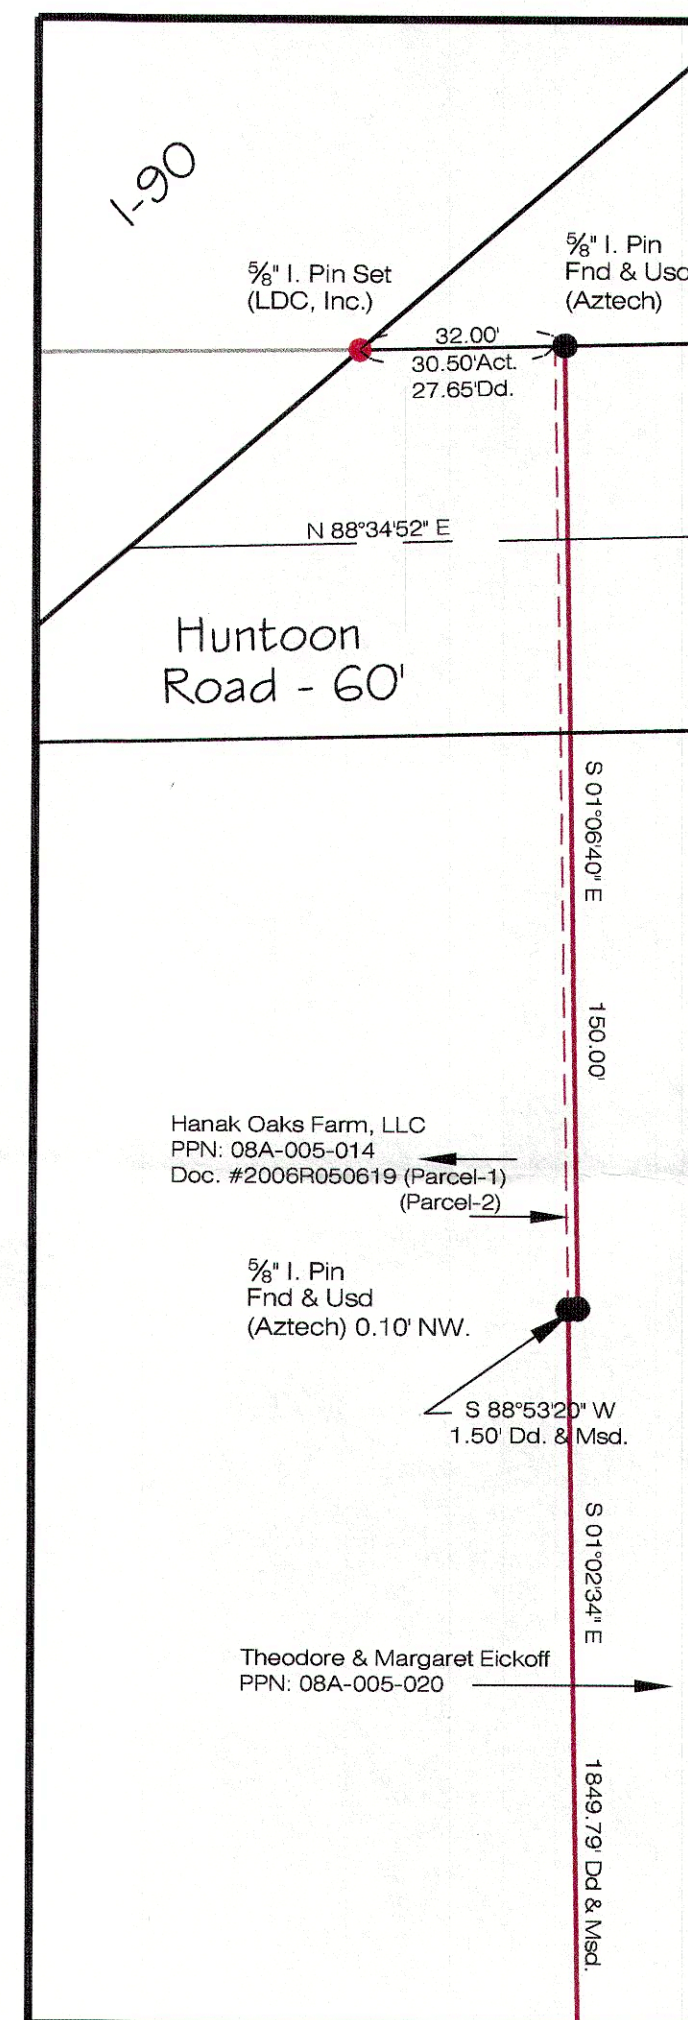 I-90
⅝" I. Pin Set
(LDC, Inc.)
⅝" I. Pin
Fnd & Usd
(Aztech)
32.00'
30.50'Act.
27.65'Dd.
N 88°34'52" E
Huntoon
Road - 60'
S 01°06'40" E
150.00'
Hanak Oaks Farm, LLC
PPN: 08A-005-014
Doc. #2006R050619 (Parcel-1)
(Parcel-2)
⅝" I. Pin
Fnd & Usd
(Aztech) 0.10' NW.
S 88°53'20" W
1.50' Dd. & Msd.
S 01°02'34" E
Theodore & Margaret Eickoff
PPN: 08A-005-020
1849.79' Dd & Msd.